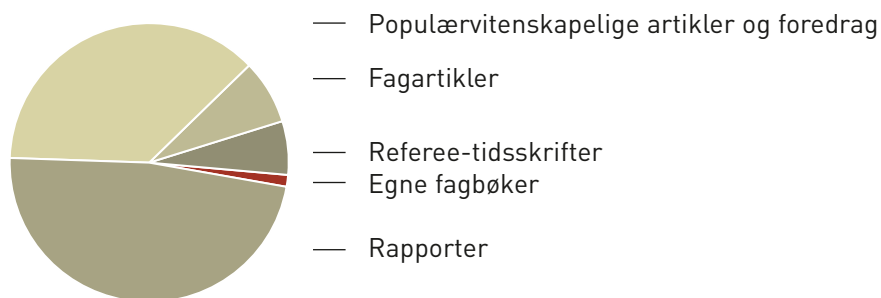 Populærvitenskapelige artikler og foredrag
Fagartikler
Referee-tidsskrifter
Egne fagbøker
Rapporter